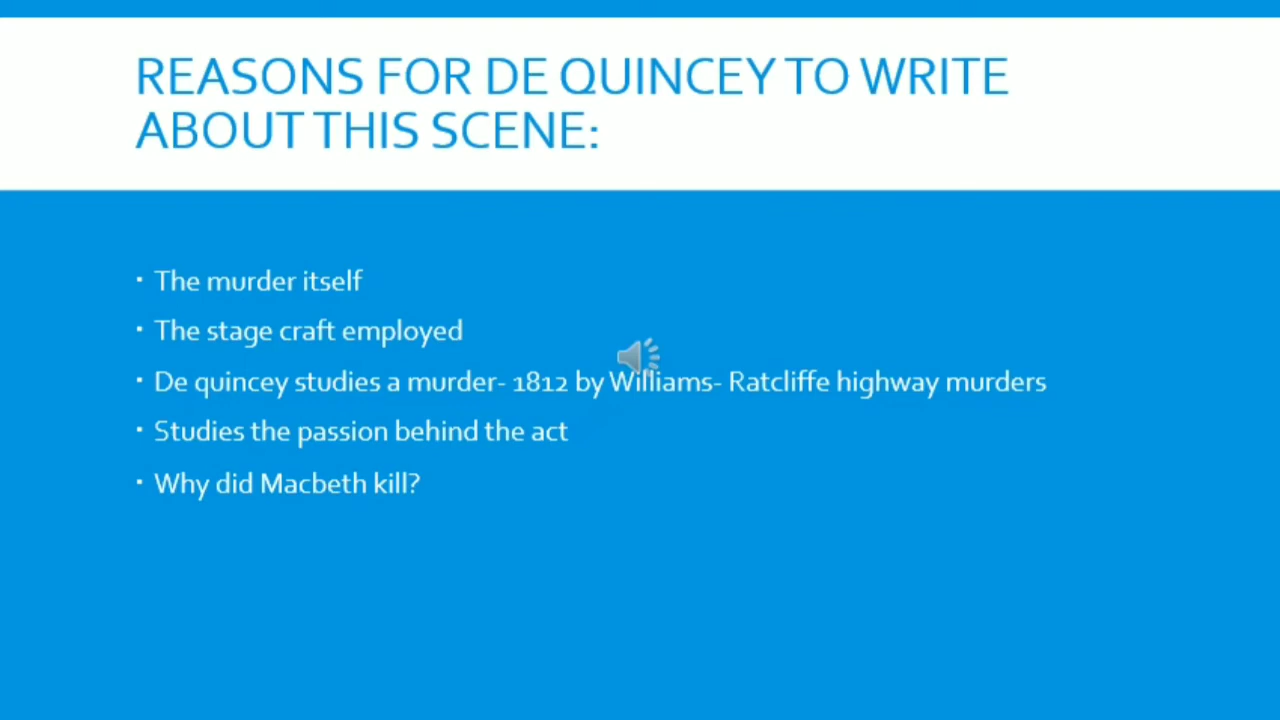 REASONS FOR DE QUINCEY TO WRITE
ABOUT THIS SCENE:
• The murder itself
• The stage craft employed
• De quincey studies a murder- 1812 by Williams- Ratcliffe highway murders
• Studies the passion behind the act
• Why did Macbeth kill?